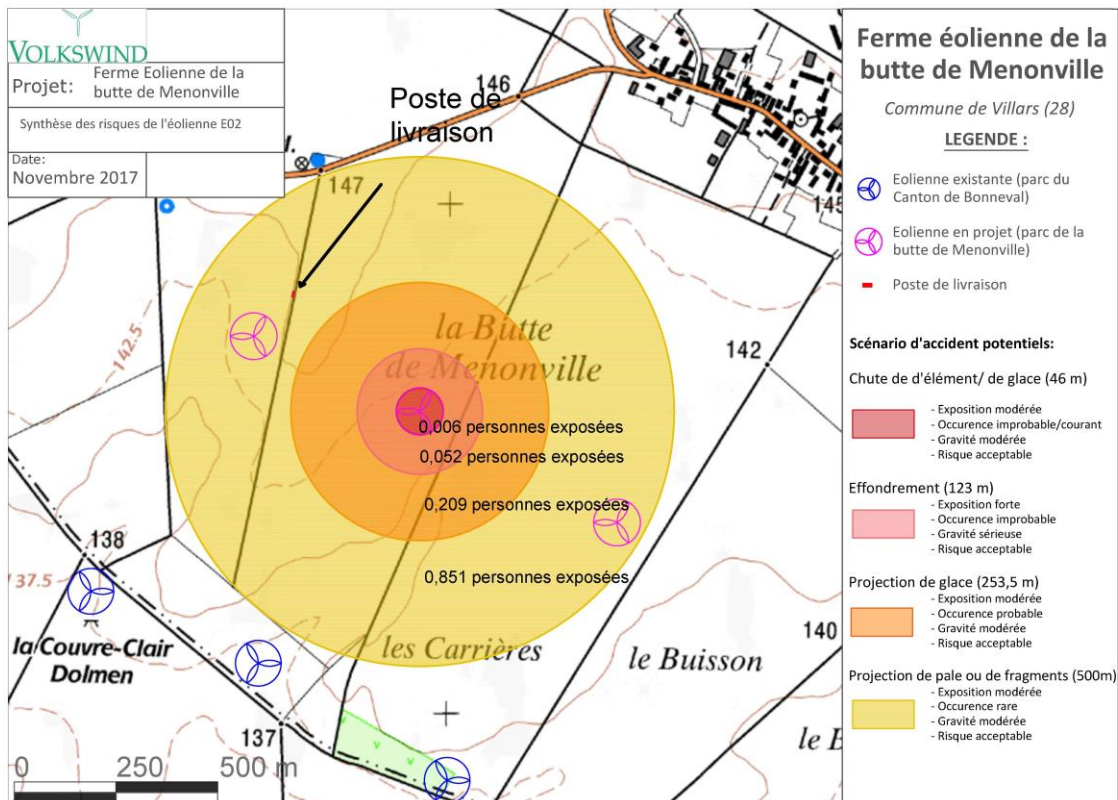 VOLKSWIND
Projet: Ferme Eolienne de la
butte de Menonville
Synthèse des risques de l'éolienne E02
Date:
Novembre 2017
Poste de
livraison
146
147
145
142.5
la Butte
de Menonville
142
0,006 personnes exposées
0,052 personnes exposées
0,209 personnes exposées
0,851 personnes exposées
138
137.5
la Couvre-Clair
Dolmen
les Carrières
le Buisson
140
137
v
v
le B
0 250 500 m
Ferme éolienne de la
butte de Menonville
Commune de Villars (28)
LEGENDE :
Eolienne existante (parc du
Canton de Bonneval)
Eolienne en projet (parc de la
butte de Menonville)
Poste de livraison
Scénario d'accident potentiels:
Chute de d'élément/ de glace (46 m)
- Exposition modérée
- Occurence improbable/courant
- Gravité modérée
- Risque acceptable
Effondrement (123 m)
- Exposition forte
- Occurence improbable
- Gravité sérieuse
- Risque acceptable
Projection de glace (253,5 m)
- Exposition modérée
- Occurence probable
- Gravité modérée
- Risque acceptable
Projection de pale ou de fragments (500m)
- Exposition modérée
- Occurence rare
- Gravité modérée
- Risque acceptable